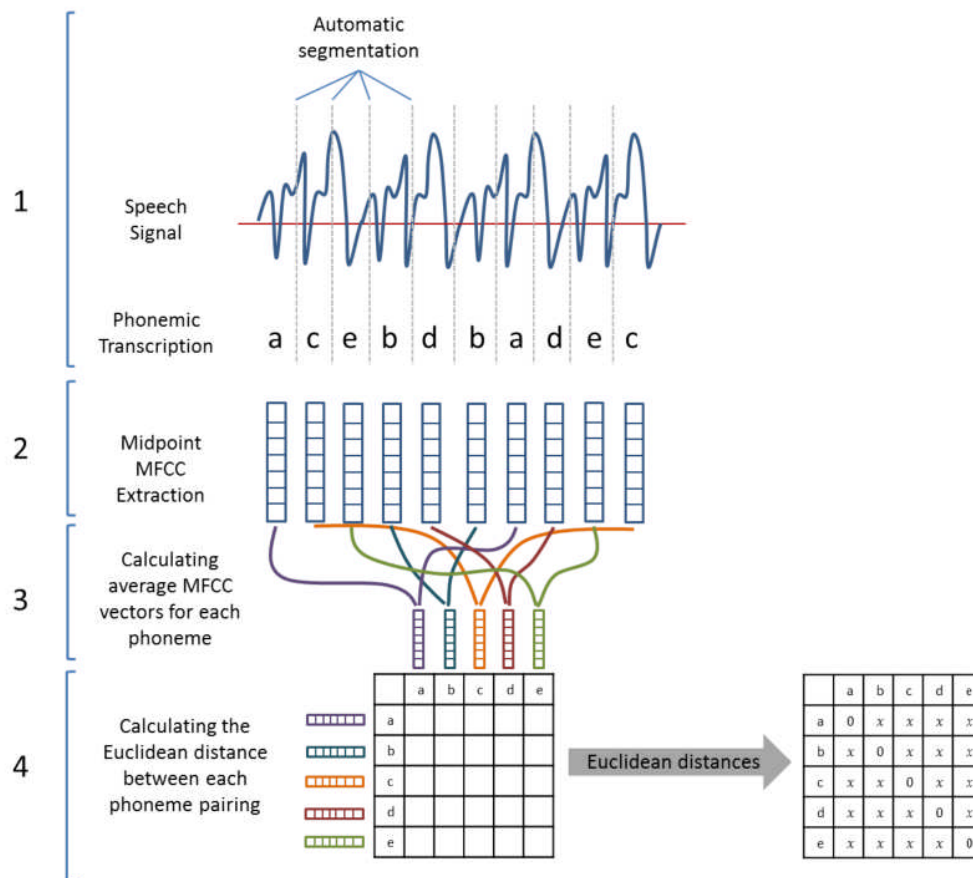 Automatic
segmentation
1
Speech
Signal
Phonemic
Transcription
a c e b d b a d e c
2
Midpoint
MFCC
Extraction
3
Calculating
average MFCC
vectors for each
phoneme
4
Calculating the
Euclidean distance
between each
phoneme pairing
a b c d e
a
b
c
d
e
Euclidean distances
a b c d e
a 0 x x x x
b x 0 x x x
c x x 0 x x
d x x x 0 x
e x x x x 0